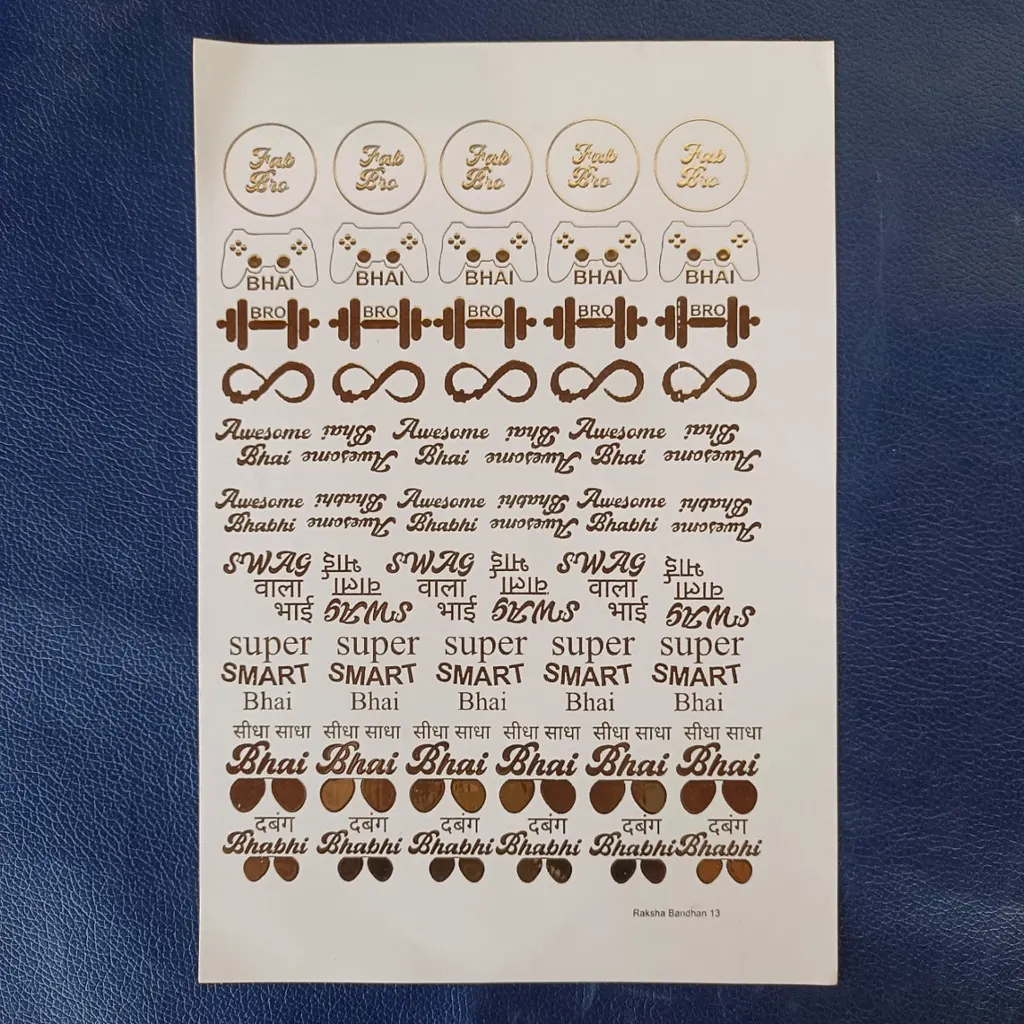 Fab Fab Fab Fab Fab
Bro Bro Bro Bro Bro
BHAI BHAI BHAI BHAI BHAI
BRO BRO BRO BRO BRO
Awesome Bhai Awesome Bhai Awesome Bhai
Bhai Awesome Bhai Awesome Bhai Awesome
Awesome Bhabhi Awesome Bhabhi Awesome Bhabhi
Bhabhi Awesome Bhabhi Awesome Bhabhi Awesome
SWAG भाई SWAG भाई SWAG भाई
वाला वाला वाला वाला वाला वाला
भाई SWAG भाई SWAG भाई SWAG
super super super super super
SMART SMART SMART SMART SMART
Bhai Bhai Bhai Bhai Bhai
सीधा साधा सीधा साधा सीधा साधा सीधा साधा सीधा साधा सीधा साधा
Bhai Bhai Bhai Bhai Bhai Bhai
दबंग दबंग दबंग दबंग दबंग दबंग
Bhabhi Bhabhi Bhabhi Bhabhi Bhabhi Bhabhi
Raksha Bandhan 13